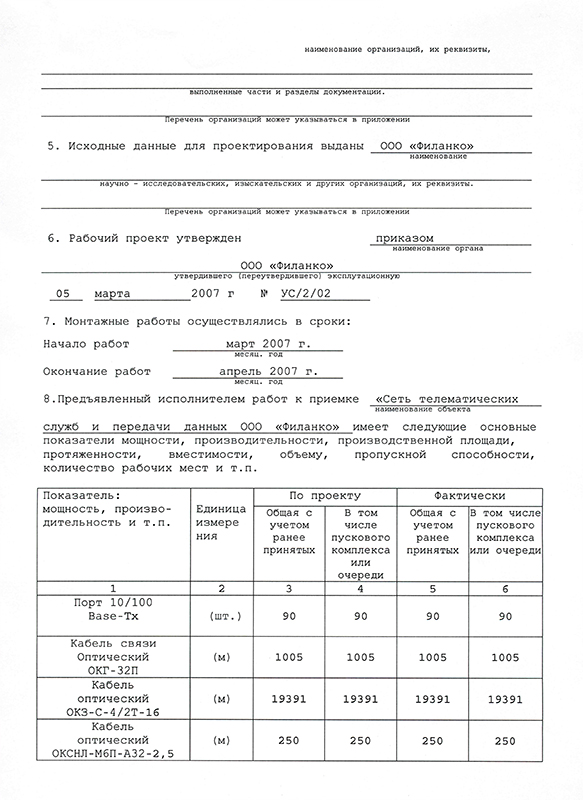 наименование организаций, их реквизиты,
выполненные части и разделы документации.
Перечень организаций может указываться в приложении
5. Исходные данные для проектирования выданы ООО «Филанко»
наименование
научно - исследовательских, изыскательских и других организаций, их реквизиты.
Перечень организаций может указываться в приложении
6. Рабочий проект утвержден приказом
наименование органа
ООО «Филанко»
утвердившего (переутвердившего) эксплутационную
05 марта 2007 г № УС/2/02
7. Монтажные работы осуществлялись в сроки:
Начало работ март 2007 г.
месяц. год
Окончание работ апрель 2007 г.
месяц. год
8.Предъявленный исполнителем работ к приемке «Сеть телематических
наименование объекта
служб и передачи данных ООО «Филанко» имеет следующие основные
показатели мощности, производительности, производственной площади,
протяженности, вместимости, объему, пропускной способности,
количество рабочих мест и т.п.
Показатель:
мощность, произво-
дительность и т.п.
Единица
измере
ния
По проекту
Фактически
Общая с
учетом
ранее
принятых
В том
числе
пускового
комплекса
или
очереди
Общая с
учетом
ранее
принятых
В том числе
пускового
комплекса
или очереди
1 2 3 4 5 6
Порт 10/100
Base-Tx (шт.) 90 90 90 90
Кабель связи
Оптический (м) 1005 1005 1005 1005
ОКГ-32П
Кабель
оптический (м) 19391 19391 19391 19391
ОКЗ-С-4/2Т-16
Кабель
оптический (м) 250 250 250 250
ОКСНЛ-М6П-А32-2,5